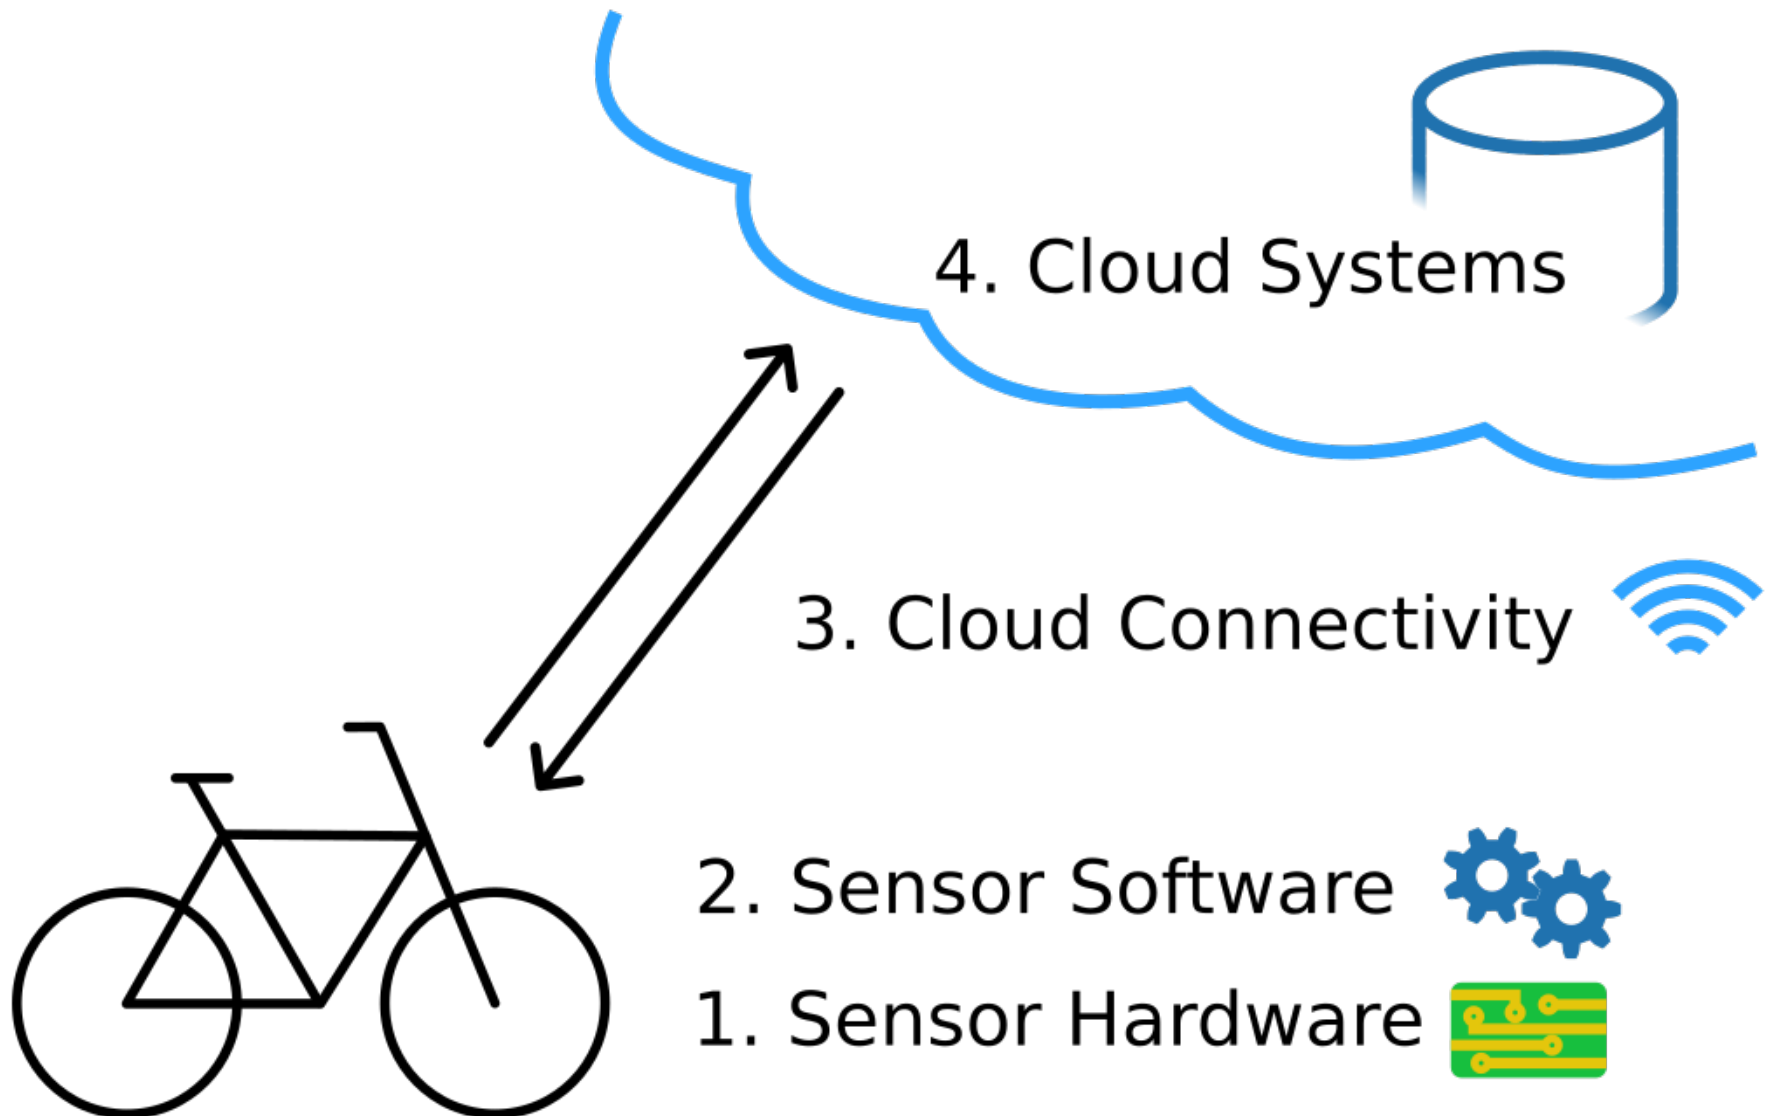 4. Cloud Systems
3. Cloud Connectivity
2. Sensor Software
1. Sensor Hardware